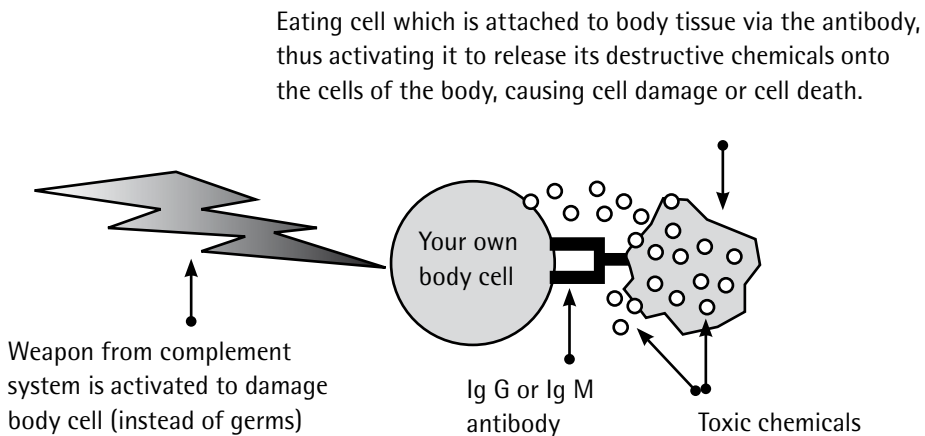 Eating cell which is attached to body tissue via the antibody,
thus activating it to release its destructive chemicals onto
the cells of the body, causing cell damage or cell death.
Your own
body cell
Weapon from complement
system is activated to damage
body cell (instead of germs)
Ig G or Ig M
antibody
Toxic chemicals